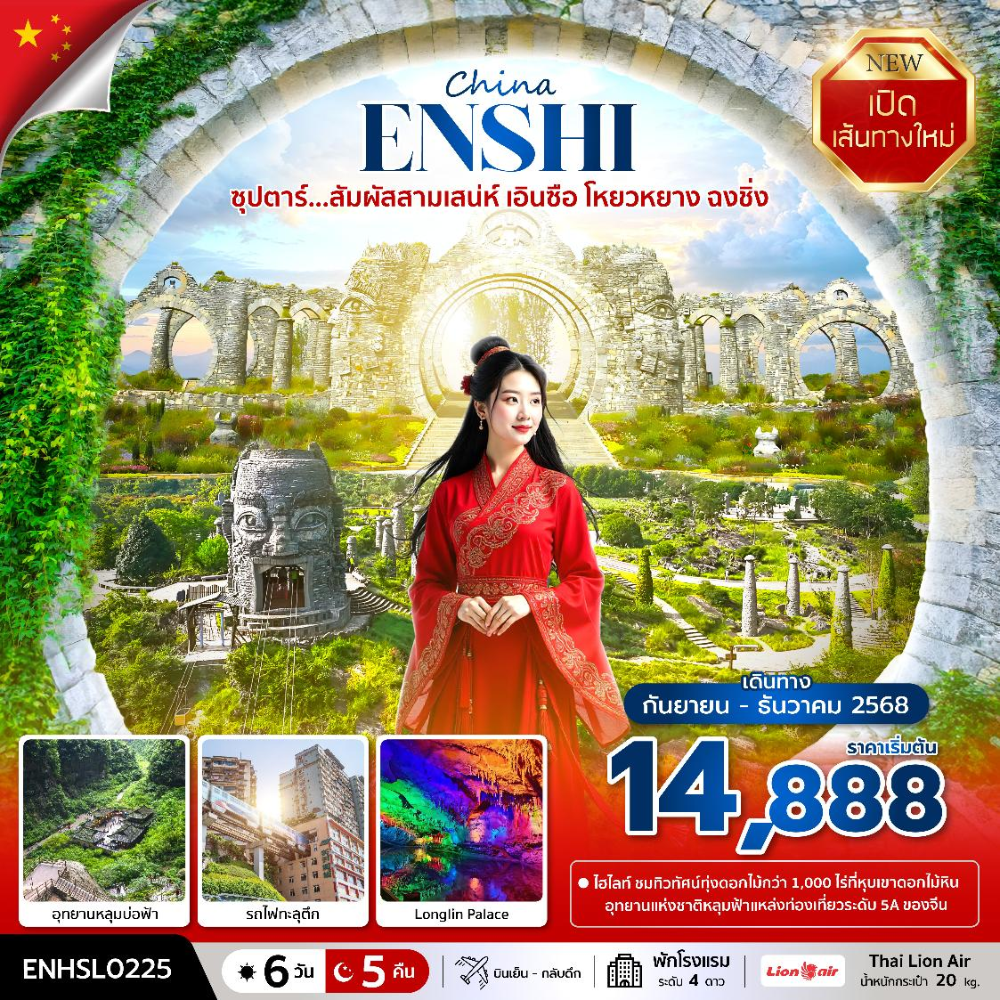 China
ENSHI
ซุปตาร์...สัมผัสสามเสน่ห์ เอินซือ โหยวหยาง ฉงชิ่ง
NEW
เปิด
เส้นทางใหม่
เดินทาง
กันยายน - ธันวาคม 2568
ราคาเริ่มต้น
14,888
• ไฮไลท์ ชมทิวทัศน์ทุ่งดอกไม้กว่า 1,000 ไร่ที่หุบเขาดอกไม้หิน
อุทยานแห่งชาติหลุมฟ้าแหล่งท่องเที่ยวระดับ 5A ของจีน
อุทยานหลุมบ่อฟ้า
รถไฟทะลุตึก
Longlin Palace
ENHSL0225
6 วัน 5 คืน
บินเย็น - กลับดึก
พักโรงแรม
ระดับ 4 ดาว
Lion air
Thai Lion Air
น้ำหนักกระเป๋า 20 kg.